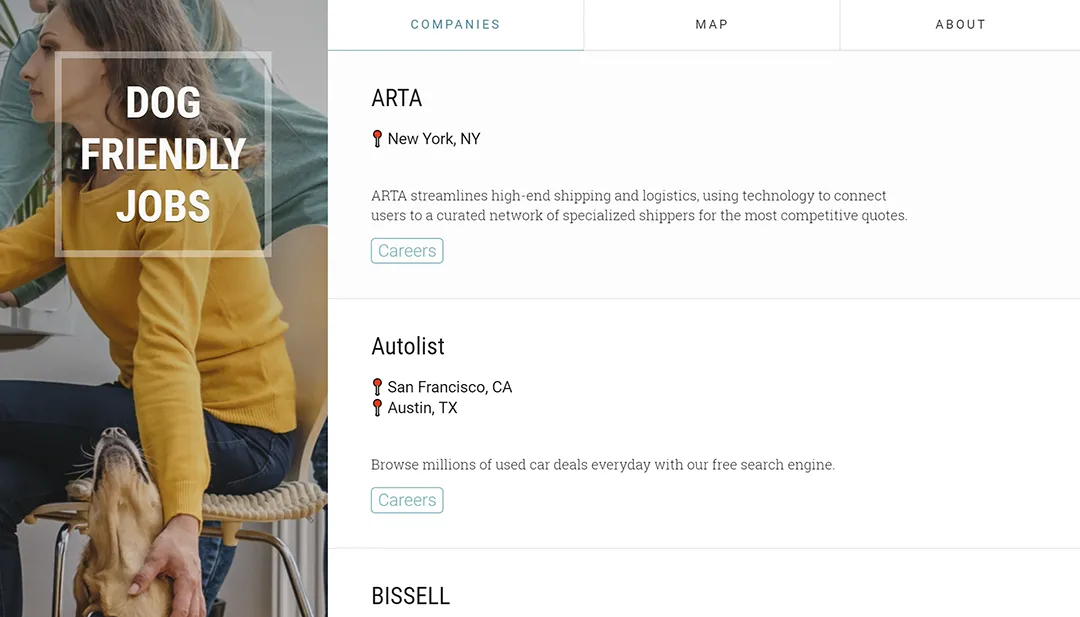 DOG
FRIENDLY
JOBS
COMPANIES
MAP
ABOUT
ARTA
New York, NY
ARTA streamlines high-end shipping and logistics, using technology to connect
users to a curated network of specialized shippers for the most competitive quotes.
Careers
Autolist
San Francisco, CA
Austin, TX
Browse millions of used car deals everyday with our free search engine.
Careers
BISSELL